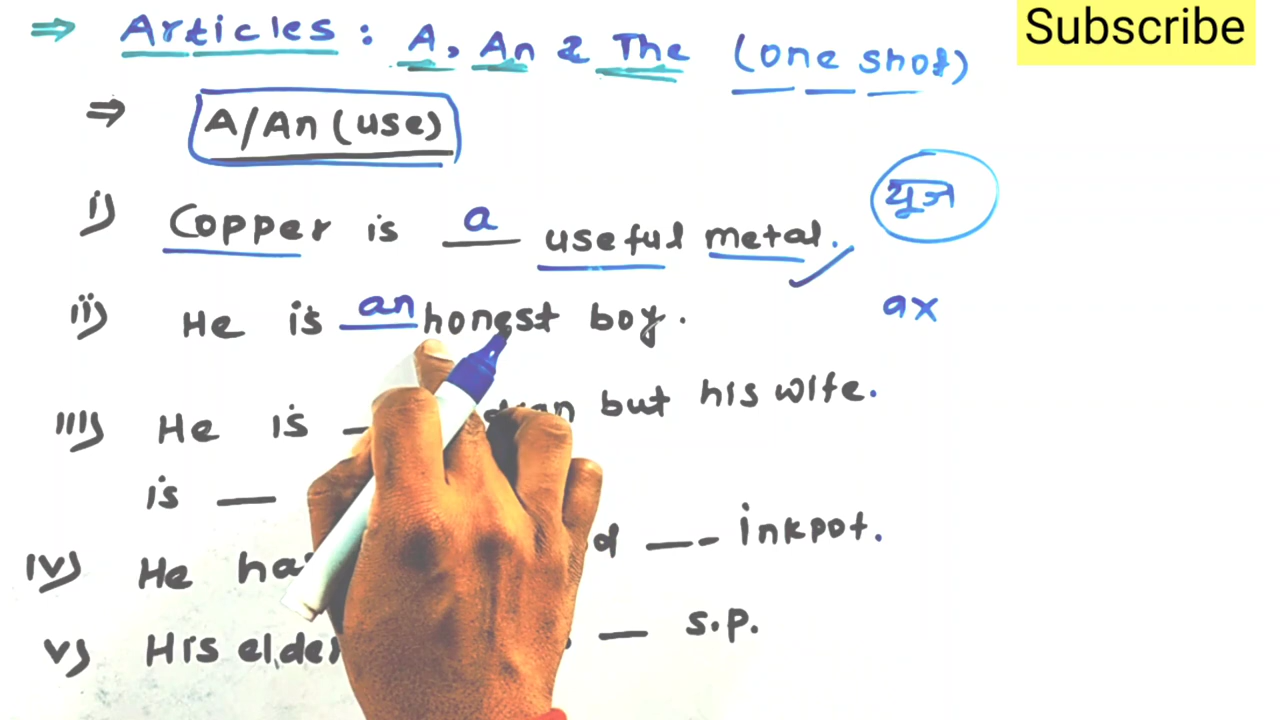 Subscribe
⇒ Articles : A, An & The (one shot)
⇒ A/An (use)
i) Copper is a useful metal.
यूज
ii) He is an honest boy.
ax
iii) He is but his wife.
is
iv) He inkpot.
v) His elder s.p.